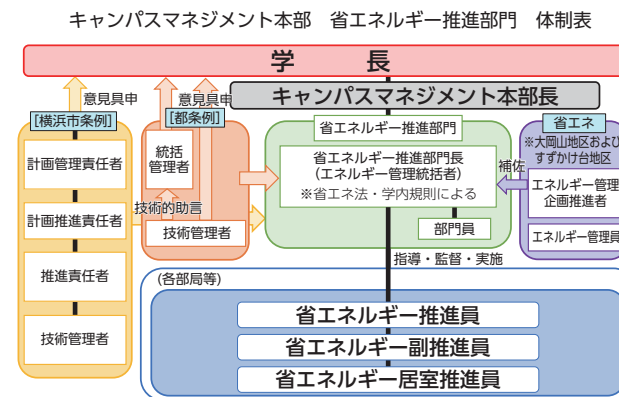 キャンパスマネジメント本部　省エネルギー推進部門　体制表
学　長
キャンパスマネジメント本部長
意見具申
意見具申
[横浜市条例]
計画管理責任者
計画推進責任者
推進責任者
技術管理者
[都条例]
統括
管理者
技術的助言
技術管理者
省エネルギー推進部門
省エネルギー推進部門長
（エネルギー管理統括者）
※省エネ法・学内規則による
部門員
補佐
省エネ
※大岡山地区および
すずかけ台地区
エネルギー管理
企画推進者
エネルギー管理員
指導・監督・実施
(各部局等)
省エネルギー推進員
省エネルギー副推進員
省エネルギー居室推進員